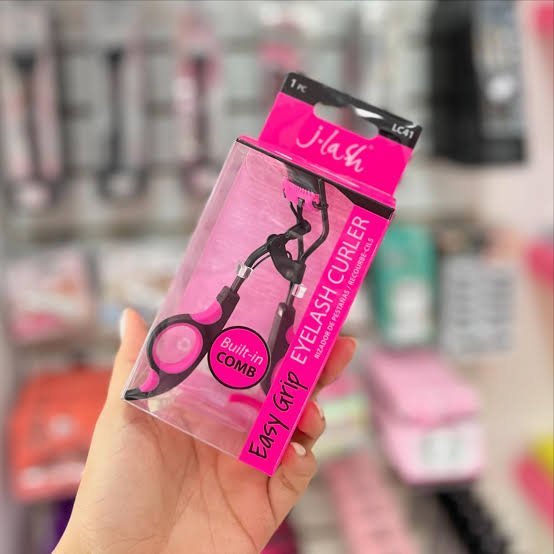 1 PC
LC41
j.lash®
Built-in
COMB
Easy Grip EYELASH CURLER
RIZADOR DE PESTAÑAS / RECOURBE-CILS